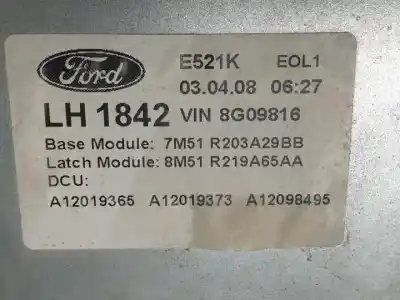 Ford E521K EOL1
03.04.08 06:27
LH 1842 VIN 8G09816
Base Module: 7M51 R203A29BB
Latch Module: 8M51 R219A65AA
DCU:
A12019365 A12019373 A12098495